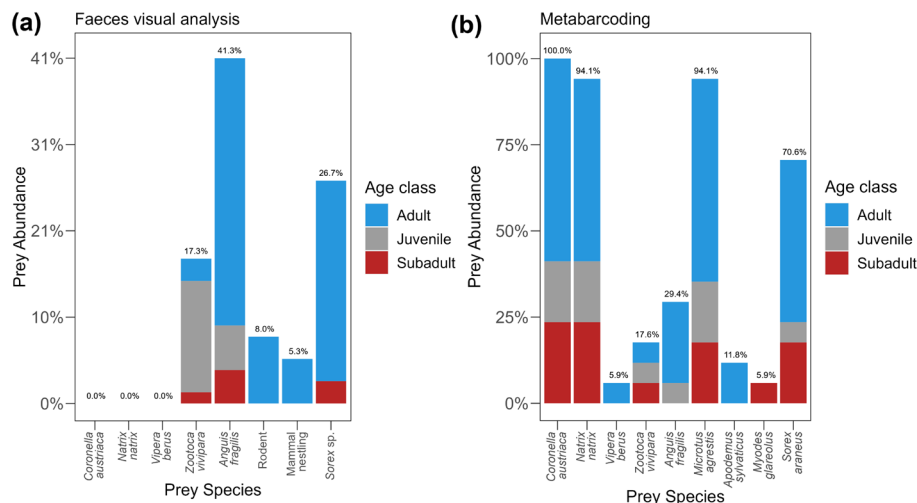 (a)
Faeces visual analysis
41%
31%
21%
10%
0%
Prey Abundance
0.0%
0.0%
0.0%
17.3%
41.3%
8.0%
5.3%
26.7%
Coronella
austriaca
Natrix
natrix
Vipera
berus
Zootoca
vivipara
Anguis
fragilis
Rodent
Mammal
nestling
Sorex sp.
Prey Species
Age class
Adult
Juvenile
Subadult
(b)
Metabarcoding
100%
75%
50%
25%
0%
Prey Abundance
100.0%
94.1%
5.9%
17.6%
29.4%
94.1%
11.8%
5.9%
70.6%
Coronella
austriaca
Natrix
natrix
Vipera
berus
Zootoca
vivipara
Anguis
fragilis
Microtus
agrestis
Apodemus
sylvaticus
Myodes
glareolus
Sorex
araneus
Prey Species
Age class
Adult
Juvenile
Subadult